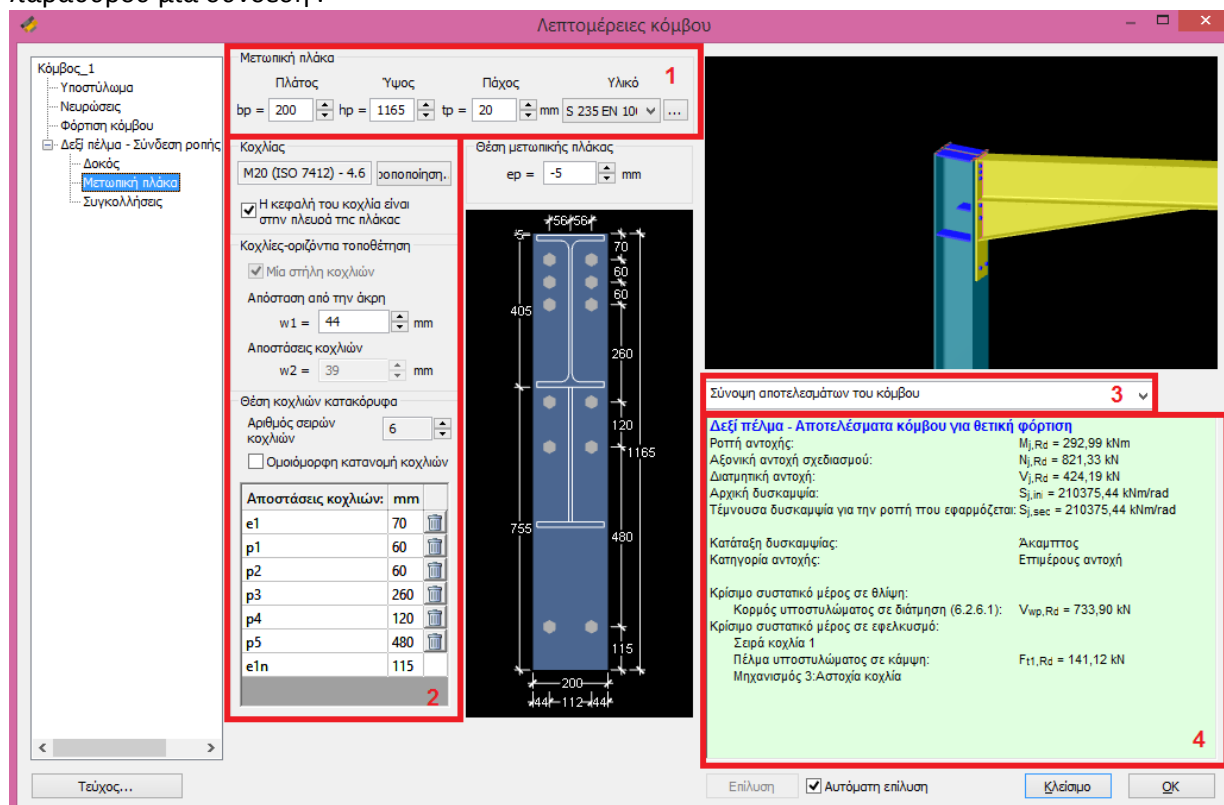 Λεπτομέρειες κόμβου
Κόμβος_1
Υποστύλωμα
Νευρώσεις
Φόρτιση κόμβου
Δεξί πέλμα - Σύνδεση ροπής
Δοκός
Μετωπική πλάκα
Συγκολλήσεις
Τεύχος...
Μετωπική πλάκα
Πλάτος Ύψος Πάχος Υλικό 1
bp = 200 hp = 1165 tp = 20 mm S 235 EN 10 ...
Κοχλίας
M20 (ISO 7412) - 4.6 ροποποίηση..
Η κεφαλή του κοχλία είναι
στην πλευρά της πλάκας
Κοχλίες-οριζόντια τοποθέτηση
Μία στήλη κοχλιών
Απόσταση από την άκρη
w1 = 44 mm
Αποστάσεις κοχλιών
w2 = 39 mm
Θέση κοχλιών κατακόρυφα
Αριθμός σειρών 6
κοχλιών
Ομοιόμορφη κατανομή κοχλιών
Αποστάσεις κοχλιών: mm
e1 70
p1 60
p2 60
p3 260
p4 120
p5 480
e1n 115
2
Θέση μετωπικής πλάκας
ep = -5 mm
56 56
5
70
60
60
405
260
120
1165
755
480
115
200
44 112 44
Σύνοψη αποτελεσμάτων του κόμβου 3
Δεξί πέλμα - Αποτελέσματα κόμβου για θετική φόρτιση
Ροπή αντοχής: Mj,Rd = 292,99 kNm
Αξονική αντοχή σχεδιασμού: Nj,Rd = 821,33 kN
Διατμητική αντοχή: Vj,Rd = 424,19 kN
Αρχική δυσκαμψία: Sj,ini = 210375,44 kNm/rad
Τέμνουσα δυσκαμψία για την ροπή που εφαρμόζεται: Sj,sec = 210375,44 kNm/rad
Κατάταξη δυσκαμψίας: Άκαμπτος
Κατηγορία αντοχής: Επιμέρους αντοχή
Κρίσιμο συστατικό μέρος σε θλίψη:
Κορμός υποστυλώματος σε διάτμηση (6.2.6.1): Vwp,Rd = 733,90 kN
Κρίσιμο συστατικό μέρος σε εφελκυσμό:
Σειρά κοχλία 1
Πέλμα υποστυλώματος σε κάμψη: Ft1,Rd = 141,12 kN
Μηχανισμός 3:Αστοχία κοχλία
4
Επίλυση Αυτόματη επίλυση Κλείσιμο OK